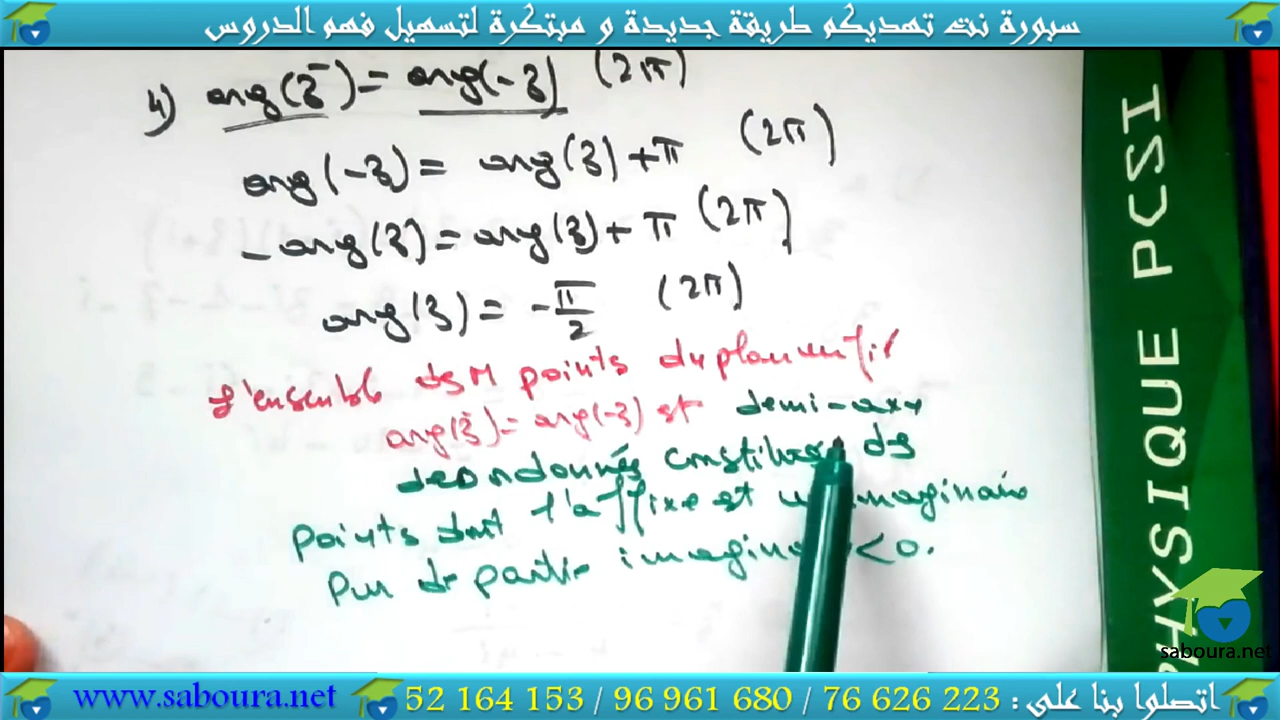 سبورة نت تهديكم طريقة جديدة و مبتكرة لتسهيل فهم الدروس
4) arg(z̄) = arg(-z) (2π)
arg(-z) = arg(z) + π (2π)
-arg(z) = arg(z) + π (2π)
arg(z) = -π/2 (2π)
L'ensemble des M points du plan vérifie
arg(z̄) = arg(-z) est demi-axe
des ordonnées constituée des
points dont l'affixe est un imaginaire
pur de partie imaginaire < 0.
PHYSIQUE PCSI
saboura.net
www.saboura.net
52 164 153 / 96 961 680 / 76 626 223 : اتصلوا بنا على